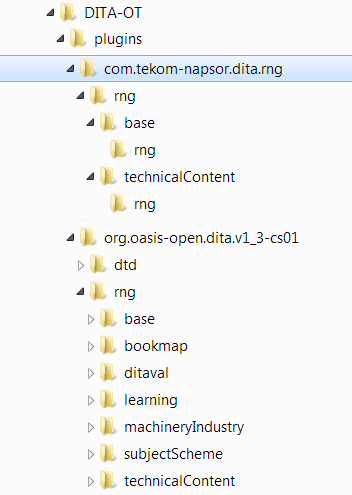 DITA-OT
plugins
com.tekom-napsor.dita.rng
rng
base
rng
technicalContent
rng
org.oasis-open.dita.v1_3-cs01
dtd
rng
base
bookmap
ditaval
learning
machineryIndustry
subjectScheme
technicalContent